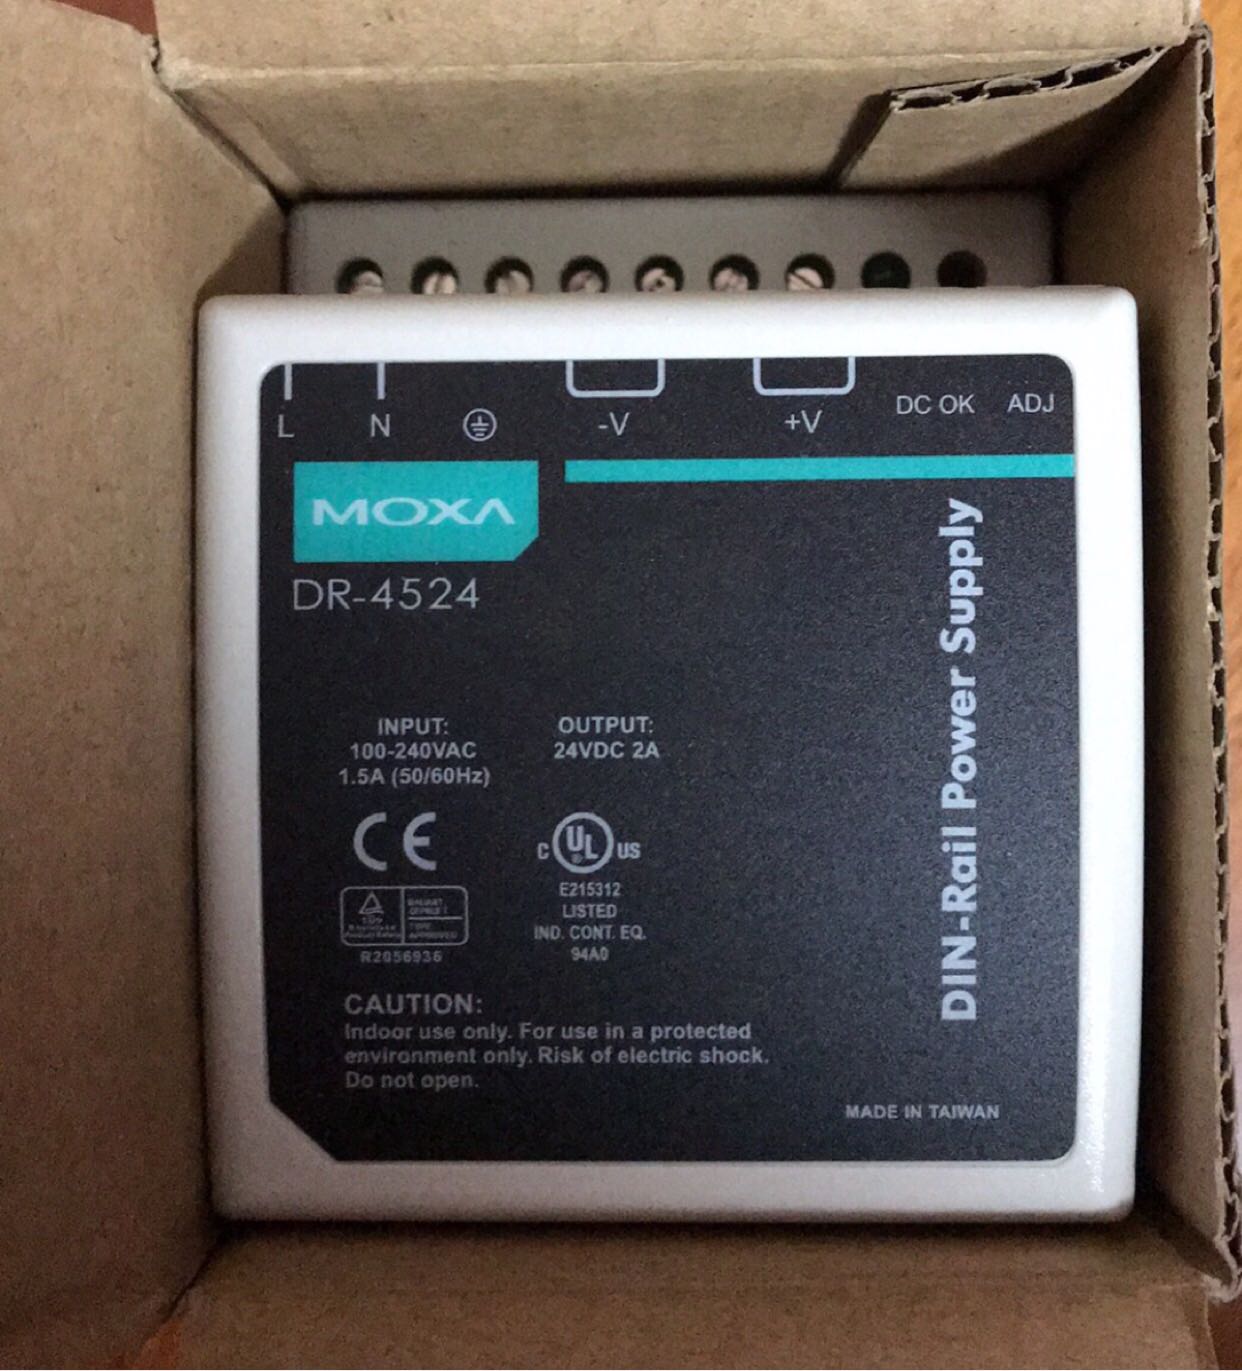 L N -V +V DC OK ADJ
MOXA
DR-4524
DIN-Rail Power Supply
INPUT:
100-240VAC
1.5A (50/60Hz)
OUTPUT:
24VDC 2A
CE
C UL US
E215312
LISTED
IND. CONT. EQ.
94A0
R2056936
CAUTION:
Indoor use only. For use in a protected
environment only. Risk of electric shock.
Do not open.
MADE IN TAIWAN